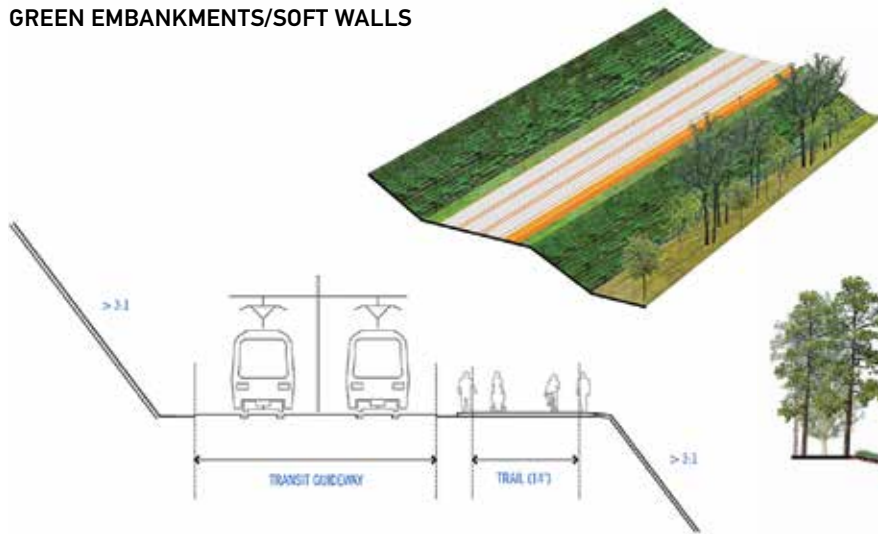 GREEN EMBANKMENTS/SOFT WALLS
> 3:1
TRANSIT GUIDEWAY
TRAIL (14')
> 3:1